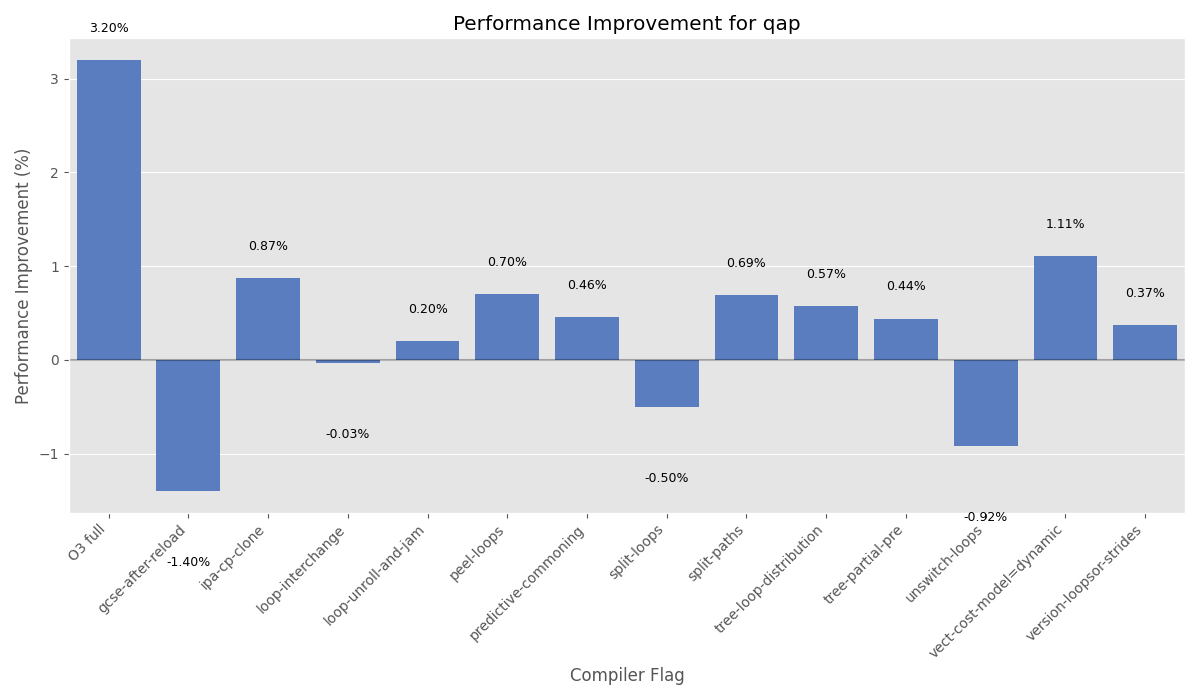 Performance Improvement for qap
3.20%
-1.40%
0.87%
-0.03%
0.20%
0.70%
0.46%
-0.50%
0.69%
0.57%
0.44%
-0.92%
1.11%
0.37%
Performance Improvement (%)
3
2
1
0
−1
O3 full
gcse-after-reload
ipa-cp-clone
loop-interchange
loop-unroll-and-jam
peel-loops
predictive-commoning
split-loops
split-paths
tree-loop-distribution
tree-partial-pre
unswitch-loops
vect-cost-model=dynamic
version-loopsor-strides
Compiler Flag